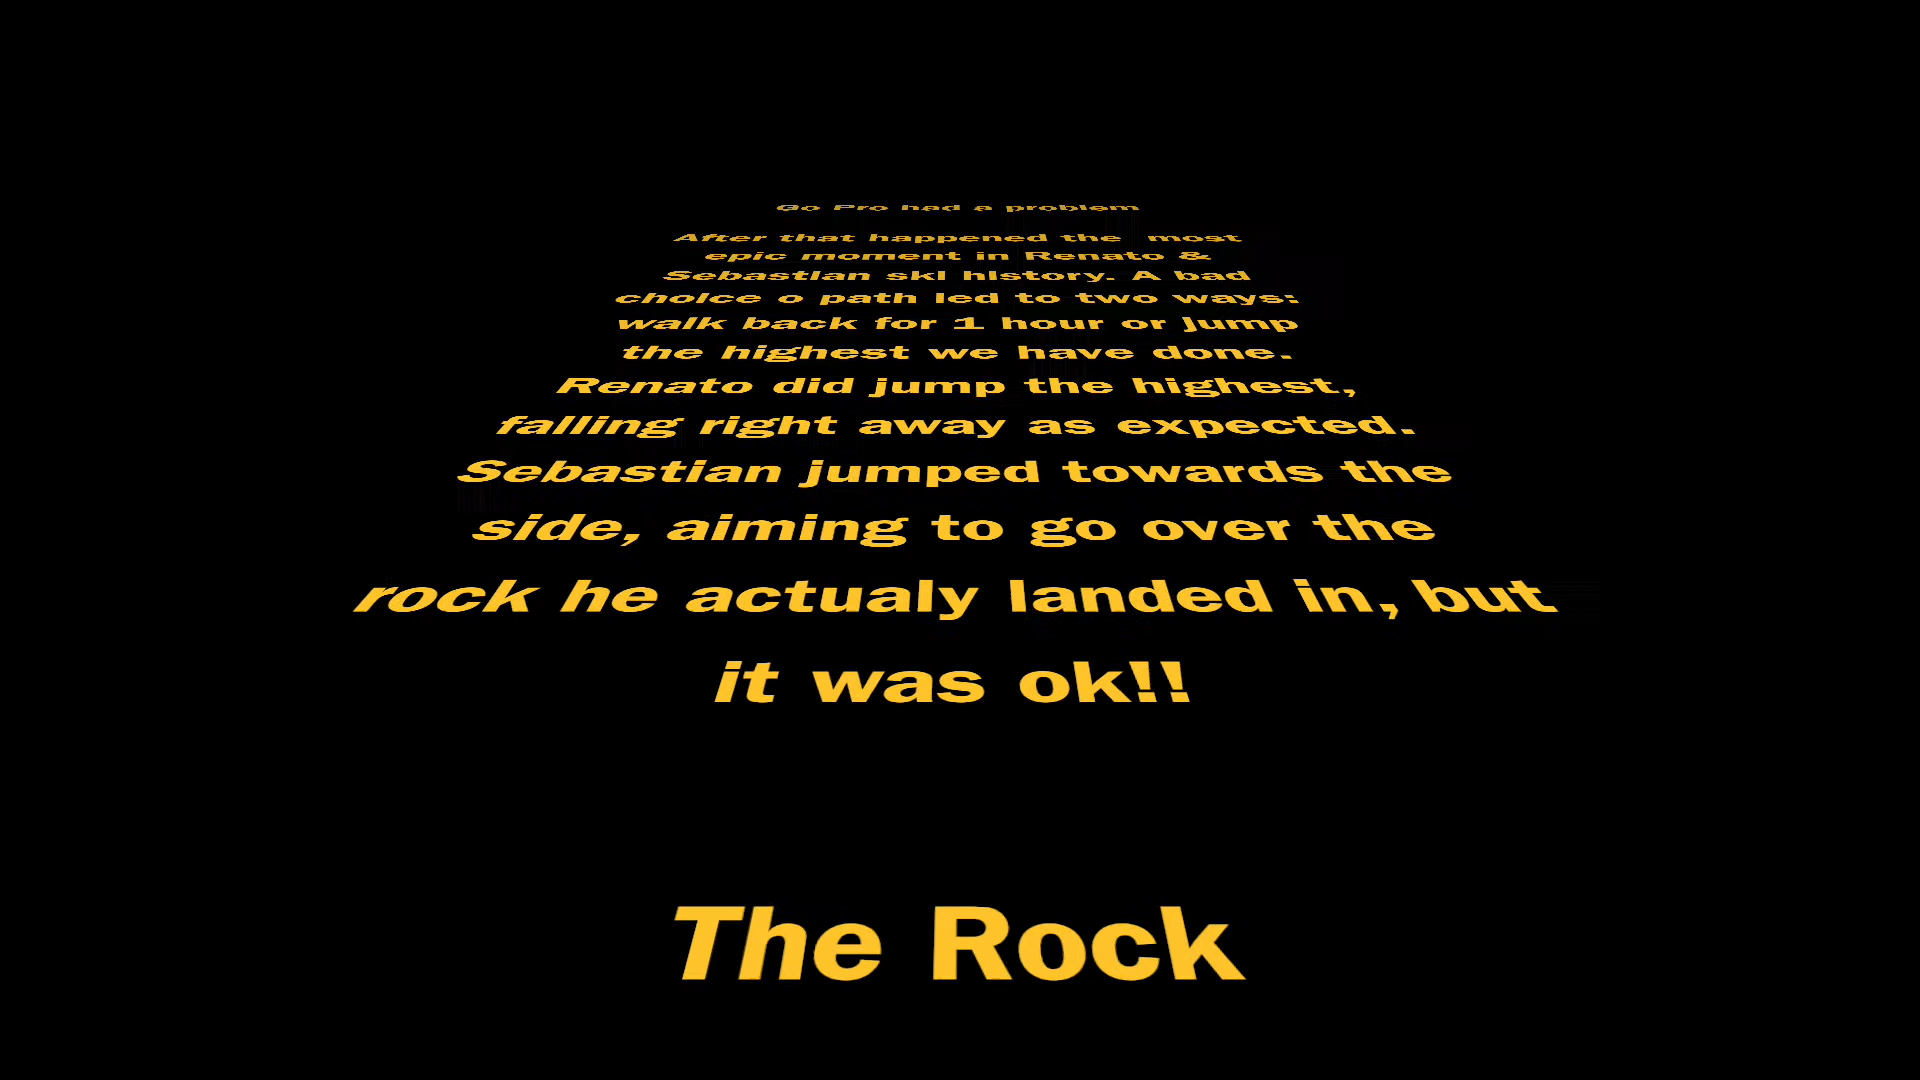 Go Pro had a problem
After that happened the most
epic moment in Renato &
Sebastian ski history. A bad
choice o path led to two ways:
walk back for 1 hour or jump
the highest we have done.
Renato did jump the highest,
falling right away as expected.
Sebastian jumped towards the
side, aiming to go over the
rock he actualy landed in, but
it was ok!!
The Rock